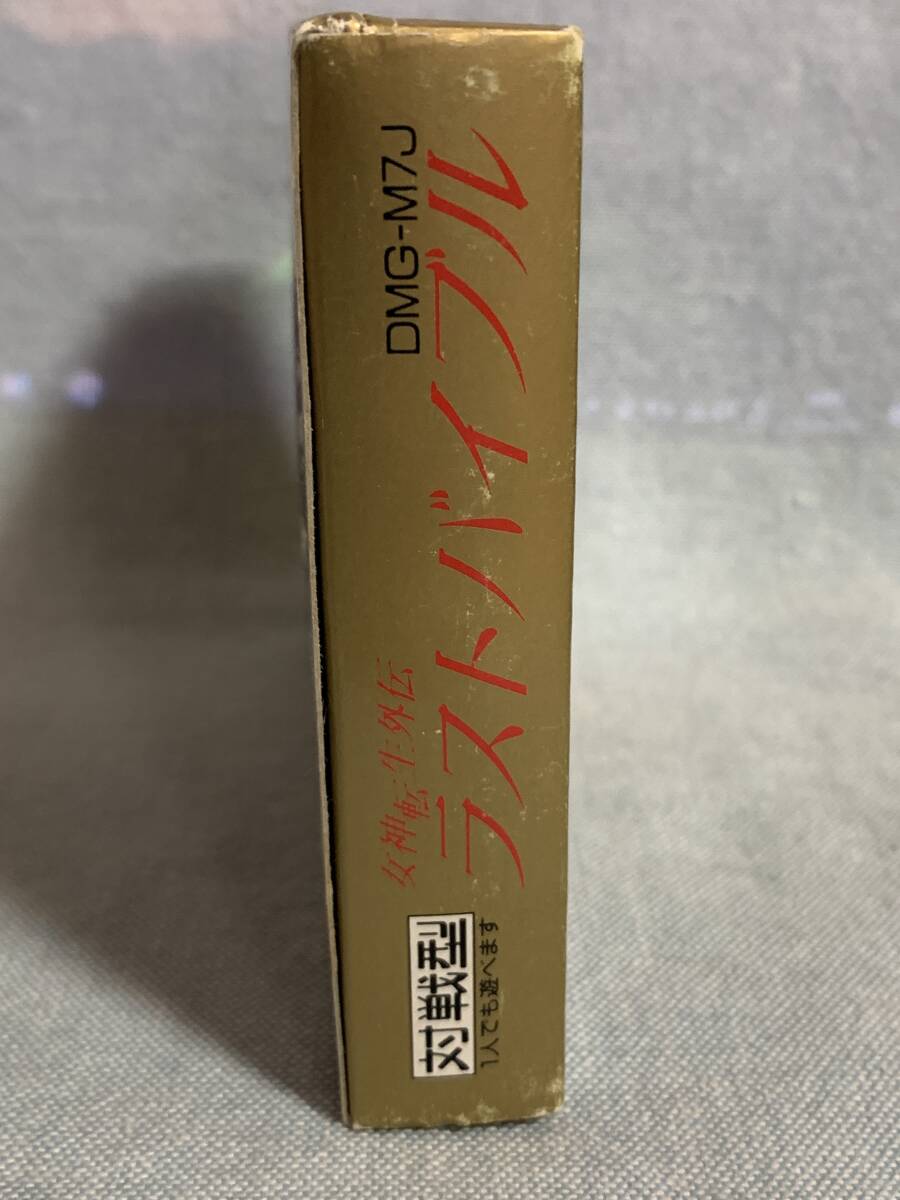 対戦型
1人でも遊べます
女神転生外伝
ラストバイブル
DMG-M7J